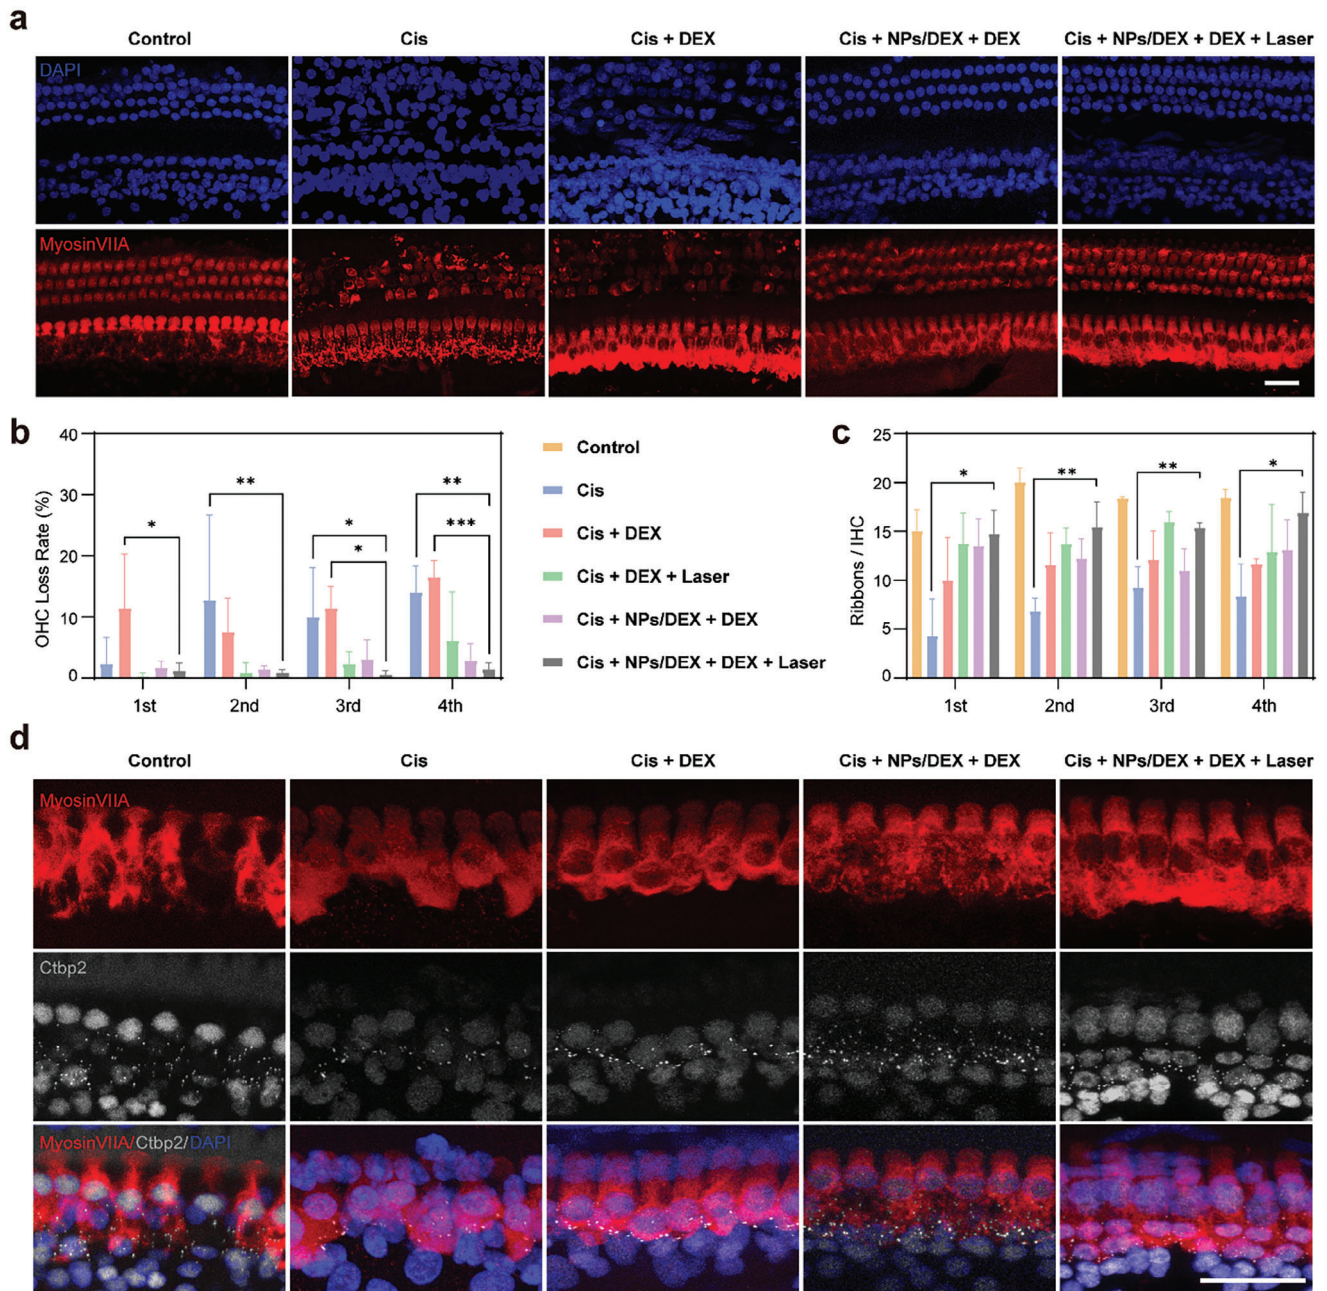 a
Control
Cis
Cis + DEX
Cis + NPs/DEX + DEX
Cis + NPs/DEX + DEX + Laser
DAPI
MyosinVIIA
b
OHC Loss Rate (%)
40
30
20
10
0
*
**
*
*
**
***
1st
2nd
3rd
4th
Control
Cis
Cis + DEX
Cis + DEX + Laser
Cis + NPs/DEX + DEX
Cis + NPs/DEX + DEX + Laser
c
Ribbons / IHC
25
20
15
10
5
0
*
**
**
*
1st
2nd
3rd
4th
d
Control
Cis
Cis + DEX
Cis + NPs/DEX + DEX
Cis + NPs/DEX + DEX + Laser
MyosinVIIA
Ctbp2
MyosinVIIA/Ctbp2/DAPI